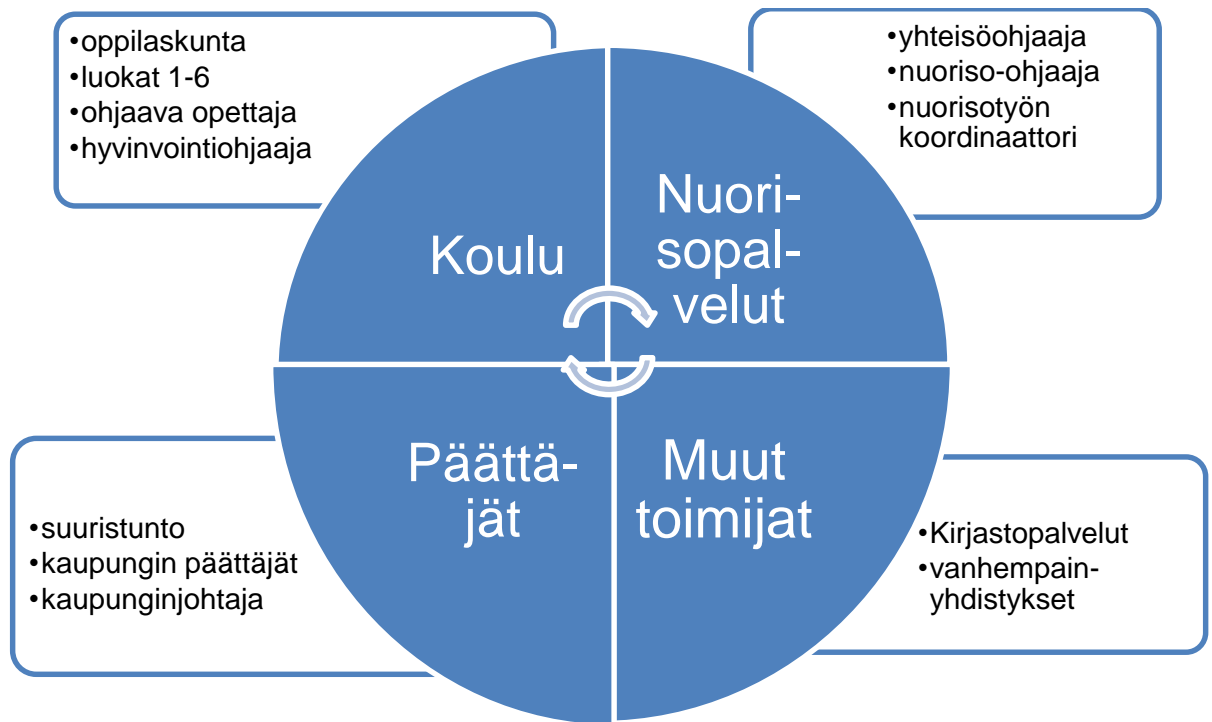 •oppilaskunta
•luokat 1-6
•ohjaava opettaja
•hyvinvointiohjaaja
•yhteisöohjaaja
•nuoriso-ohjaaja
•nuorisotyön
koordinaattori
Koulu
Nuori-
sopal-
velut
Päättä-
jät
Muut
toimijat
•suuristunto
•kaupungin päättäjät
•kaupunginjohtaja
•Kirjastopalvelut
•vanhempain-
yhdistykset